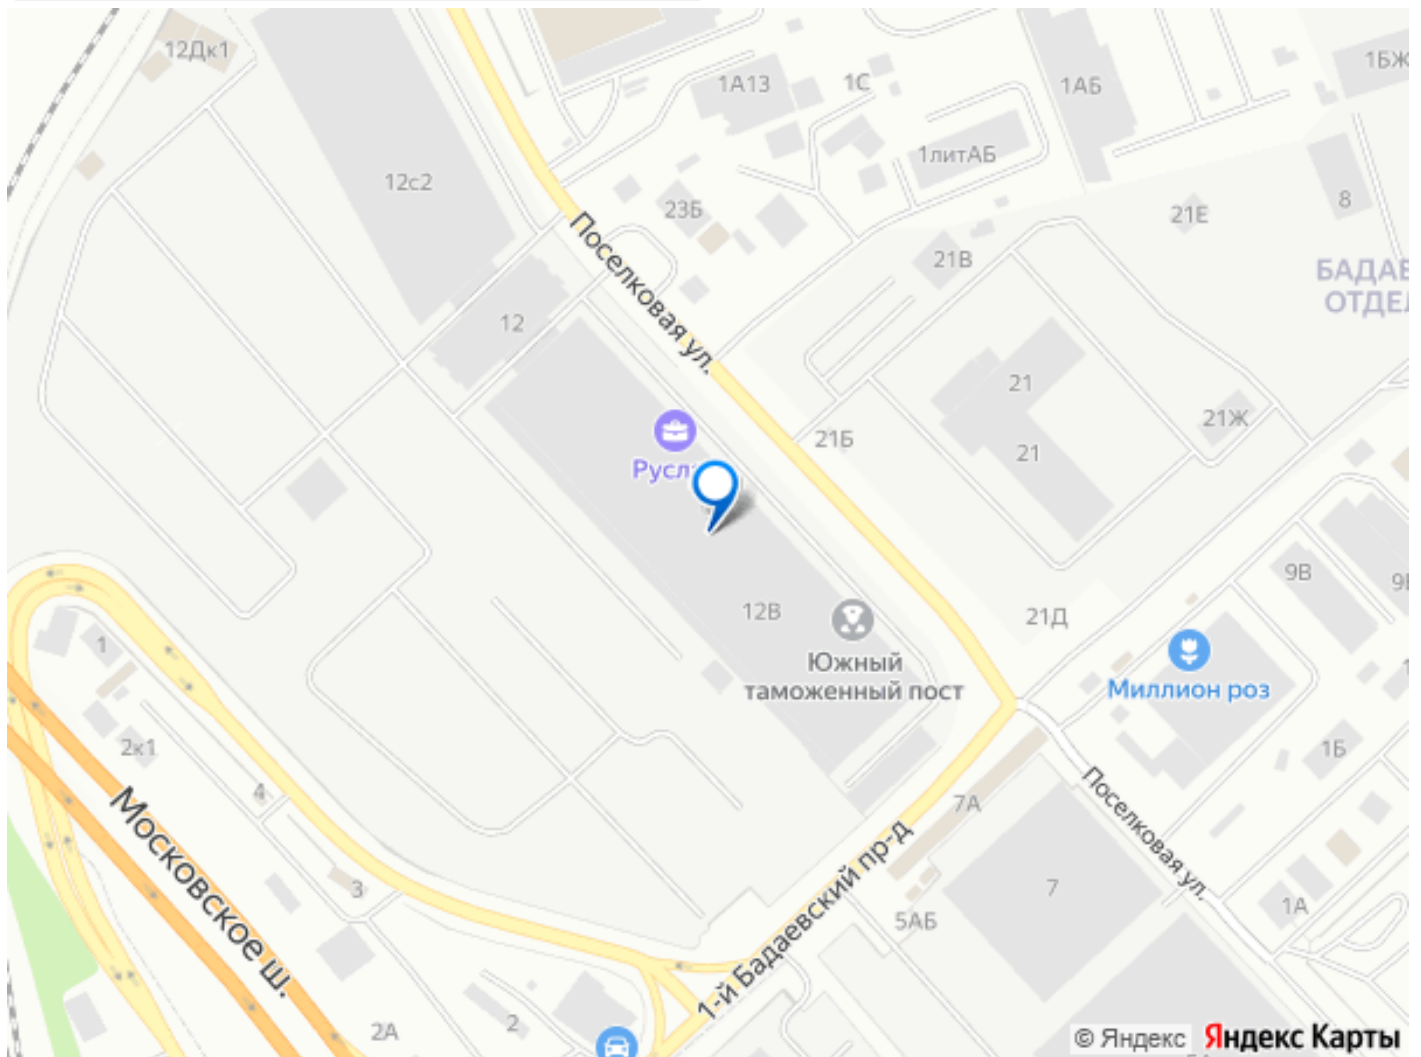 12Дк1
1А13
1С
1АБ
1БЖ
1литАБ
12с2
23Б
8
21Е
Поселковая ул.
21В
БАДАЕ
ОТДЕЛ
12
21
21Ж
21Б
21
Русл
9В
12В
21Д
Южный
таможенный пост
Миллион роз
1
2к1
1Б
4
Московское ш.
7А
Поселковая ул.
3
7
1А
5АБ
1-й Бадаевский пр-д
2
2А
© Яндекс
Яндекс Карты